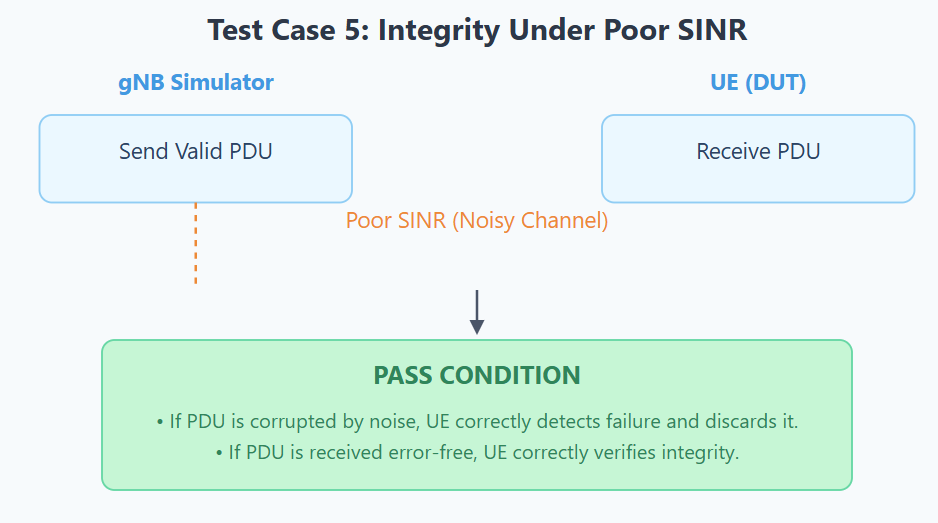 Test Case 5: Integrity Under Poor SINR
gNB Simulator
UE (DUT)
Send Valid PDU
Receive PDU
Poor SINR (Noisy Channel)
PASS CONDITION
• If PDU is corrupted by noise, UE correctly detects failure and discards it.
• If PDU is received error-free, UE correctly verifies integrity.